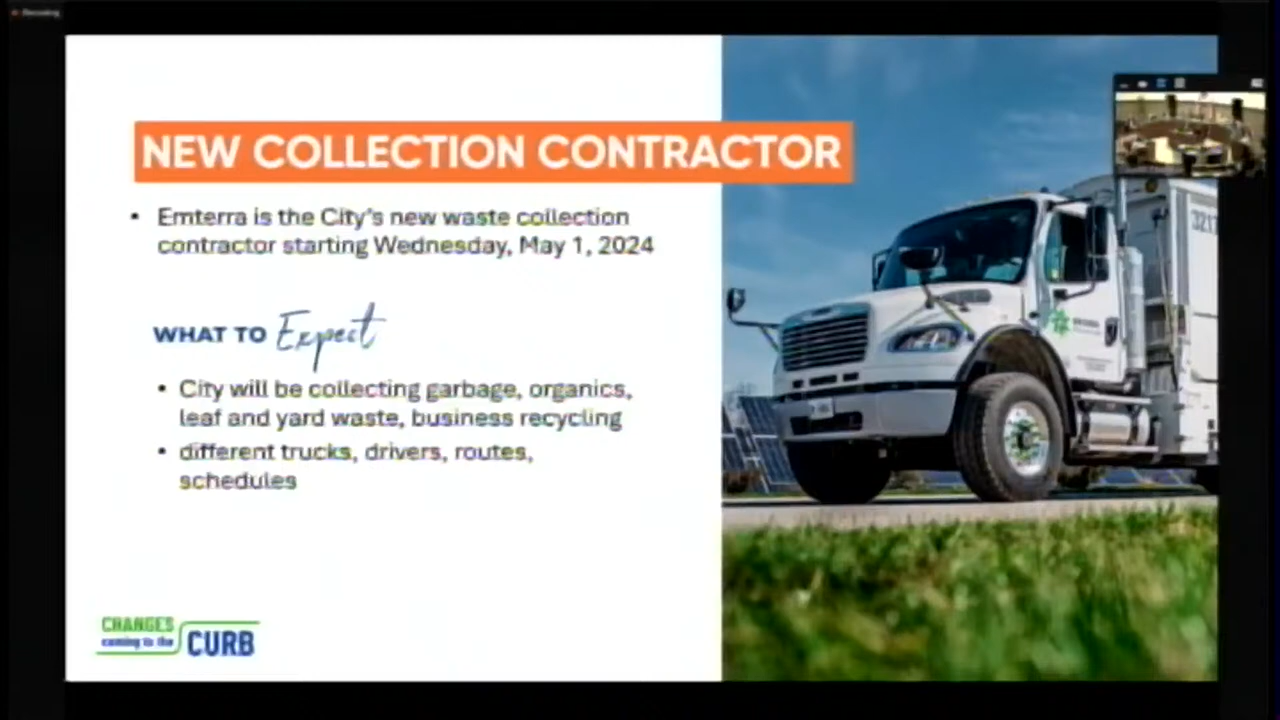 Recording
NEW COLLECTION CONTRACTOR
• Emterra is the City's new waste collection
contractor starting Wednesday, May 1, 2024
WHAT TO Expect
• City will be collecting garbage, organics,
leaf and yard waste, business recycling
• different trucks, drivers, routes,
schedules
3217
CHANGES
coming to the
CURB